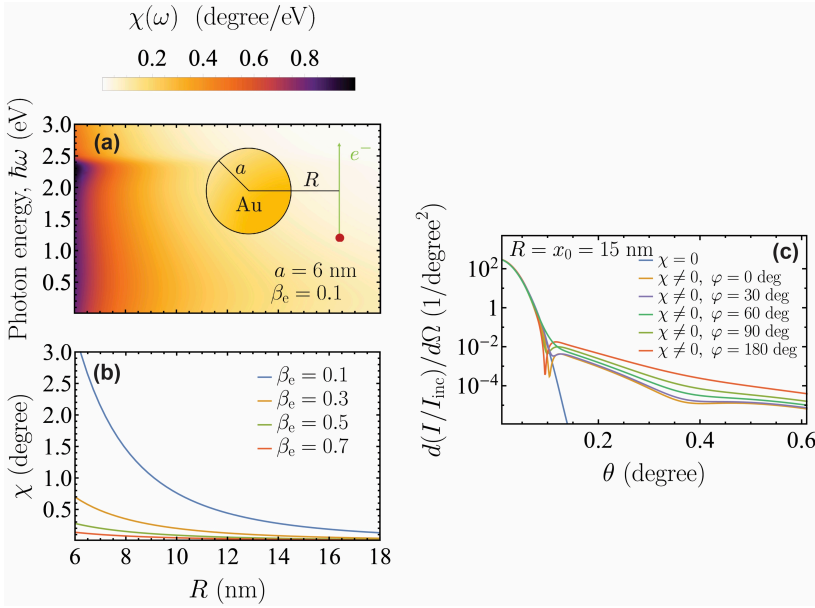 χ(ω) (degree/eV)
0.2 0.4 0.6 0.8
Photon energy, ℏω (eV)
3.0
2.5
2.0
1.5
1.0
0.5
(a)
a
R
Au
e⁻
a = 6 nm
βₑ = 0.1
χ (degree)
3.0
2.5
2.0
1.5
1.0
0.5
(b)
βₑ = 0.1
βₑ = 0.3
βₑ = 0.5
βₑ = 0.7
6 8 10 12 14 16 18
R (nm)
d(I/I_inc)/dΩ (1/degree²)
10²
1
10⁻²
10⁻⁴
R = x₀ = 15 nm
(c)
χ = 0
χ ≠ 0, φ = 0 deg
χ ≠ 0, φ = 30 deg
χ ≠ 0, φ = 60 deg
χ ≠ 0, φ = 90 deg
χ ≠ 0, φ = 180 deg
0.2 0.4 0.6
θ (degree)